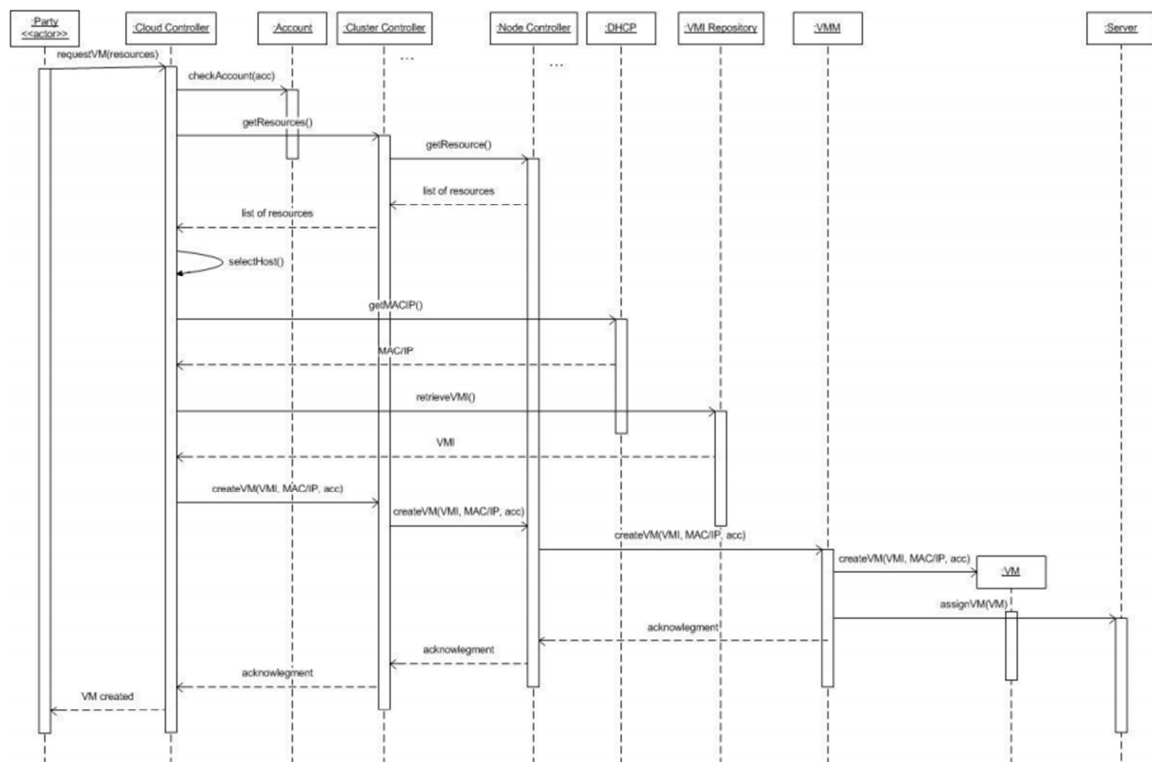 :Party
<<actor>>
:Cloud Controller
:Account
:Cluster Controller
:Node Controller
:DHCP
:VMI Repository
:VMM
:Server
...
...
requestVM(resources)
checkAccount(acc)
getResources()
getResource()
list of resources
list of resources
selectHost()
getMACIP()
MAC/IP
retrieveVMI()
VMI
createVM(VMI, MAC/IP, acc)
createVM(VMI, MAC/IP, acc)
createVM(VMI, MAC/IP, acc)
createVM(VMI, MAC/IP, acc)
:VM
assignVM(VM)
acknowlegment
acknowlegment
acknowlegment
VM created